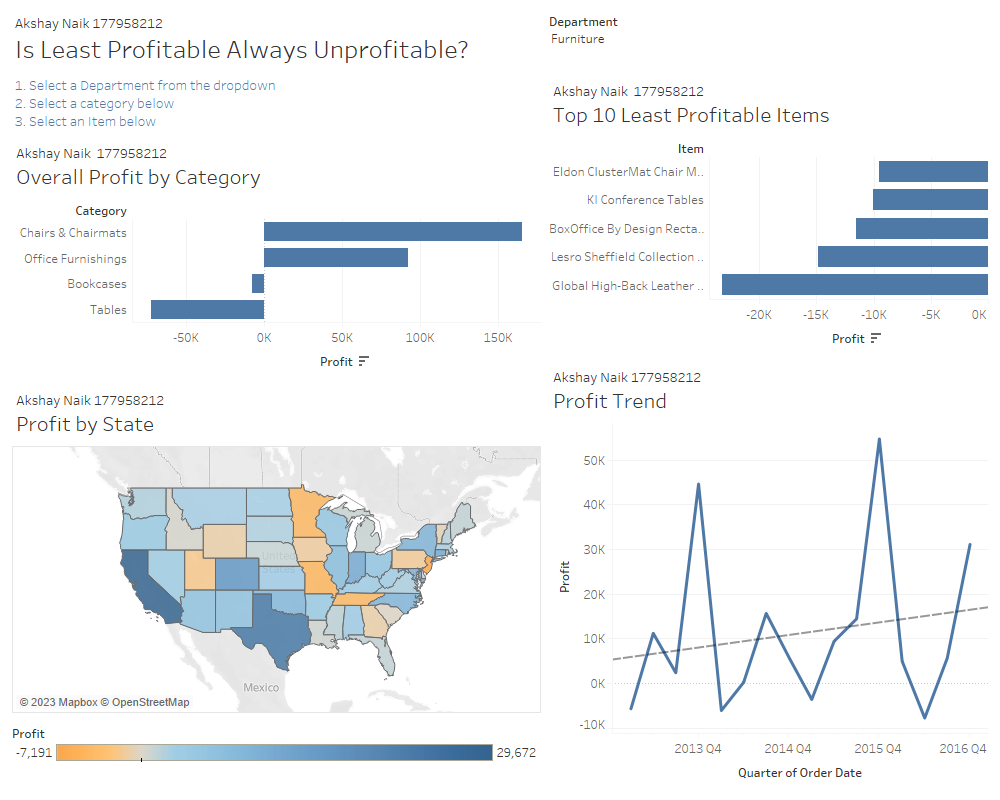 Akshay Naik 177958212
Is Least Profitable Always Unprofitable?
1. Select a Department from the dropdown
2. Select a category below
3. Select an Item below
Department
Furniture
Akshay Naik 177958212
Overall Profit by Category
Category
Chairs & Chairmats
Office Furnishings
Bookcases
Tables
-50K 0K 50K 100K 150K
Profit
Akshay Naik 177958212
Top 10 Least Profitable Items
Item
Eldon ClusterMat Chair M..
KI Conference Tables
BoxOffice By Design Recta..
Lesro Sheffield Collection ..
Global High-Back Leather ..
-20K -15K -10K -5K 0K
Profit
Akshay Naik 177958212
Profit by State
United
States
Mexico
© 2023 Mapbox © OpenStreetMap
Profit
-7,191 29,672
Akshay Naik 177958212
Profit Trend
Profit
50K
40K
30K
20K
10K
0K
-10K
2013 Q4 2014 Q4 2015 Q4 2016 Q4
Quarter of Order Date